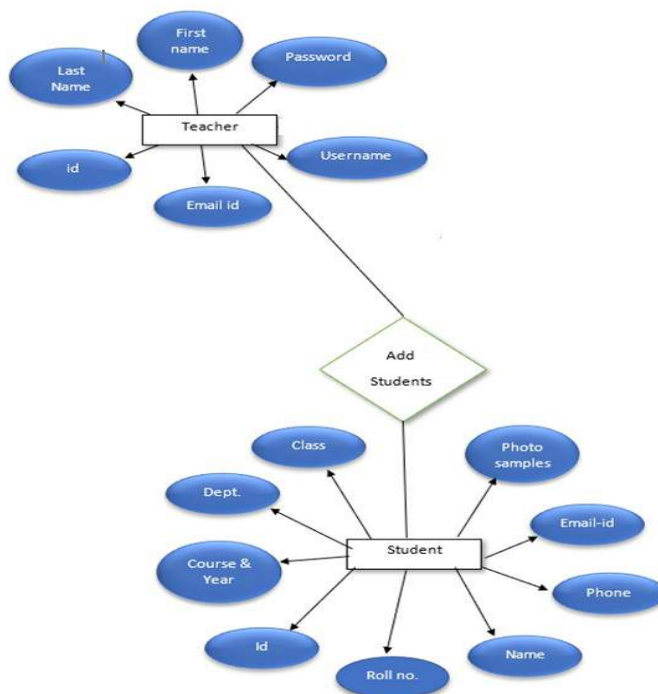 First
name
Last
Name
Password
Teacher
id
Username
Email id
Add
Students
Class
Photo
samples
Dept.
Email-id
Student
Course &
Year
Phone
Id
Name
Roll no.